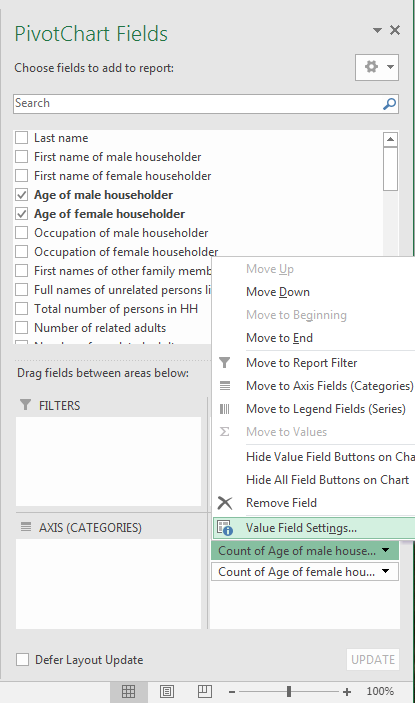 PivotChart Fields
Choose fields to add to report:
Search
Last name
First name of male householder
First name of female householder
Age of male householder
Age of female householder
Occupation of male householder
Occupation of female householder
First names of other family memb
Full names of unrelated persons li
Total number of persons in HH
Number of related adults
Move Up
Move Down
Move to Beginning
Move to End
Move to Report Filter
Move to Axis Fields (Categories)
Move to Legend Fields (Series)
Σ Move to Values
Hide Value Field Buttons on Cha
Hide All Field Buttons on Chart
Remove Field
Value Field Settings...
Drag fields between areas below:
FILTERS
AXIS (CATEGORIES)
Count of Age of male house...
Count of Age of female hou...
Defer Layout Update
UPDATE
100%